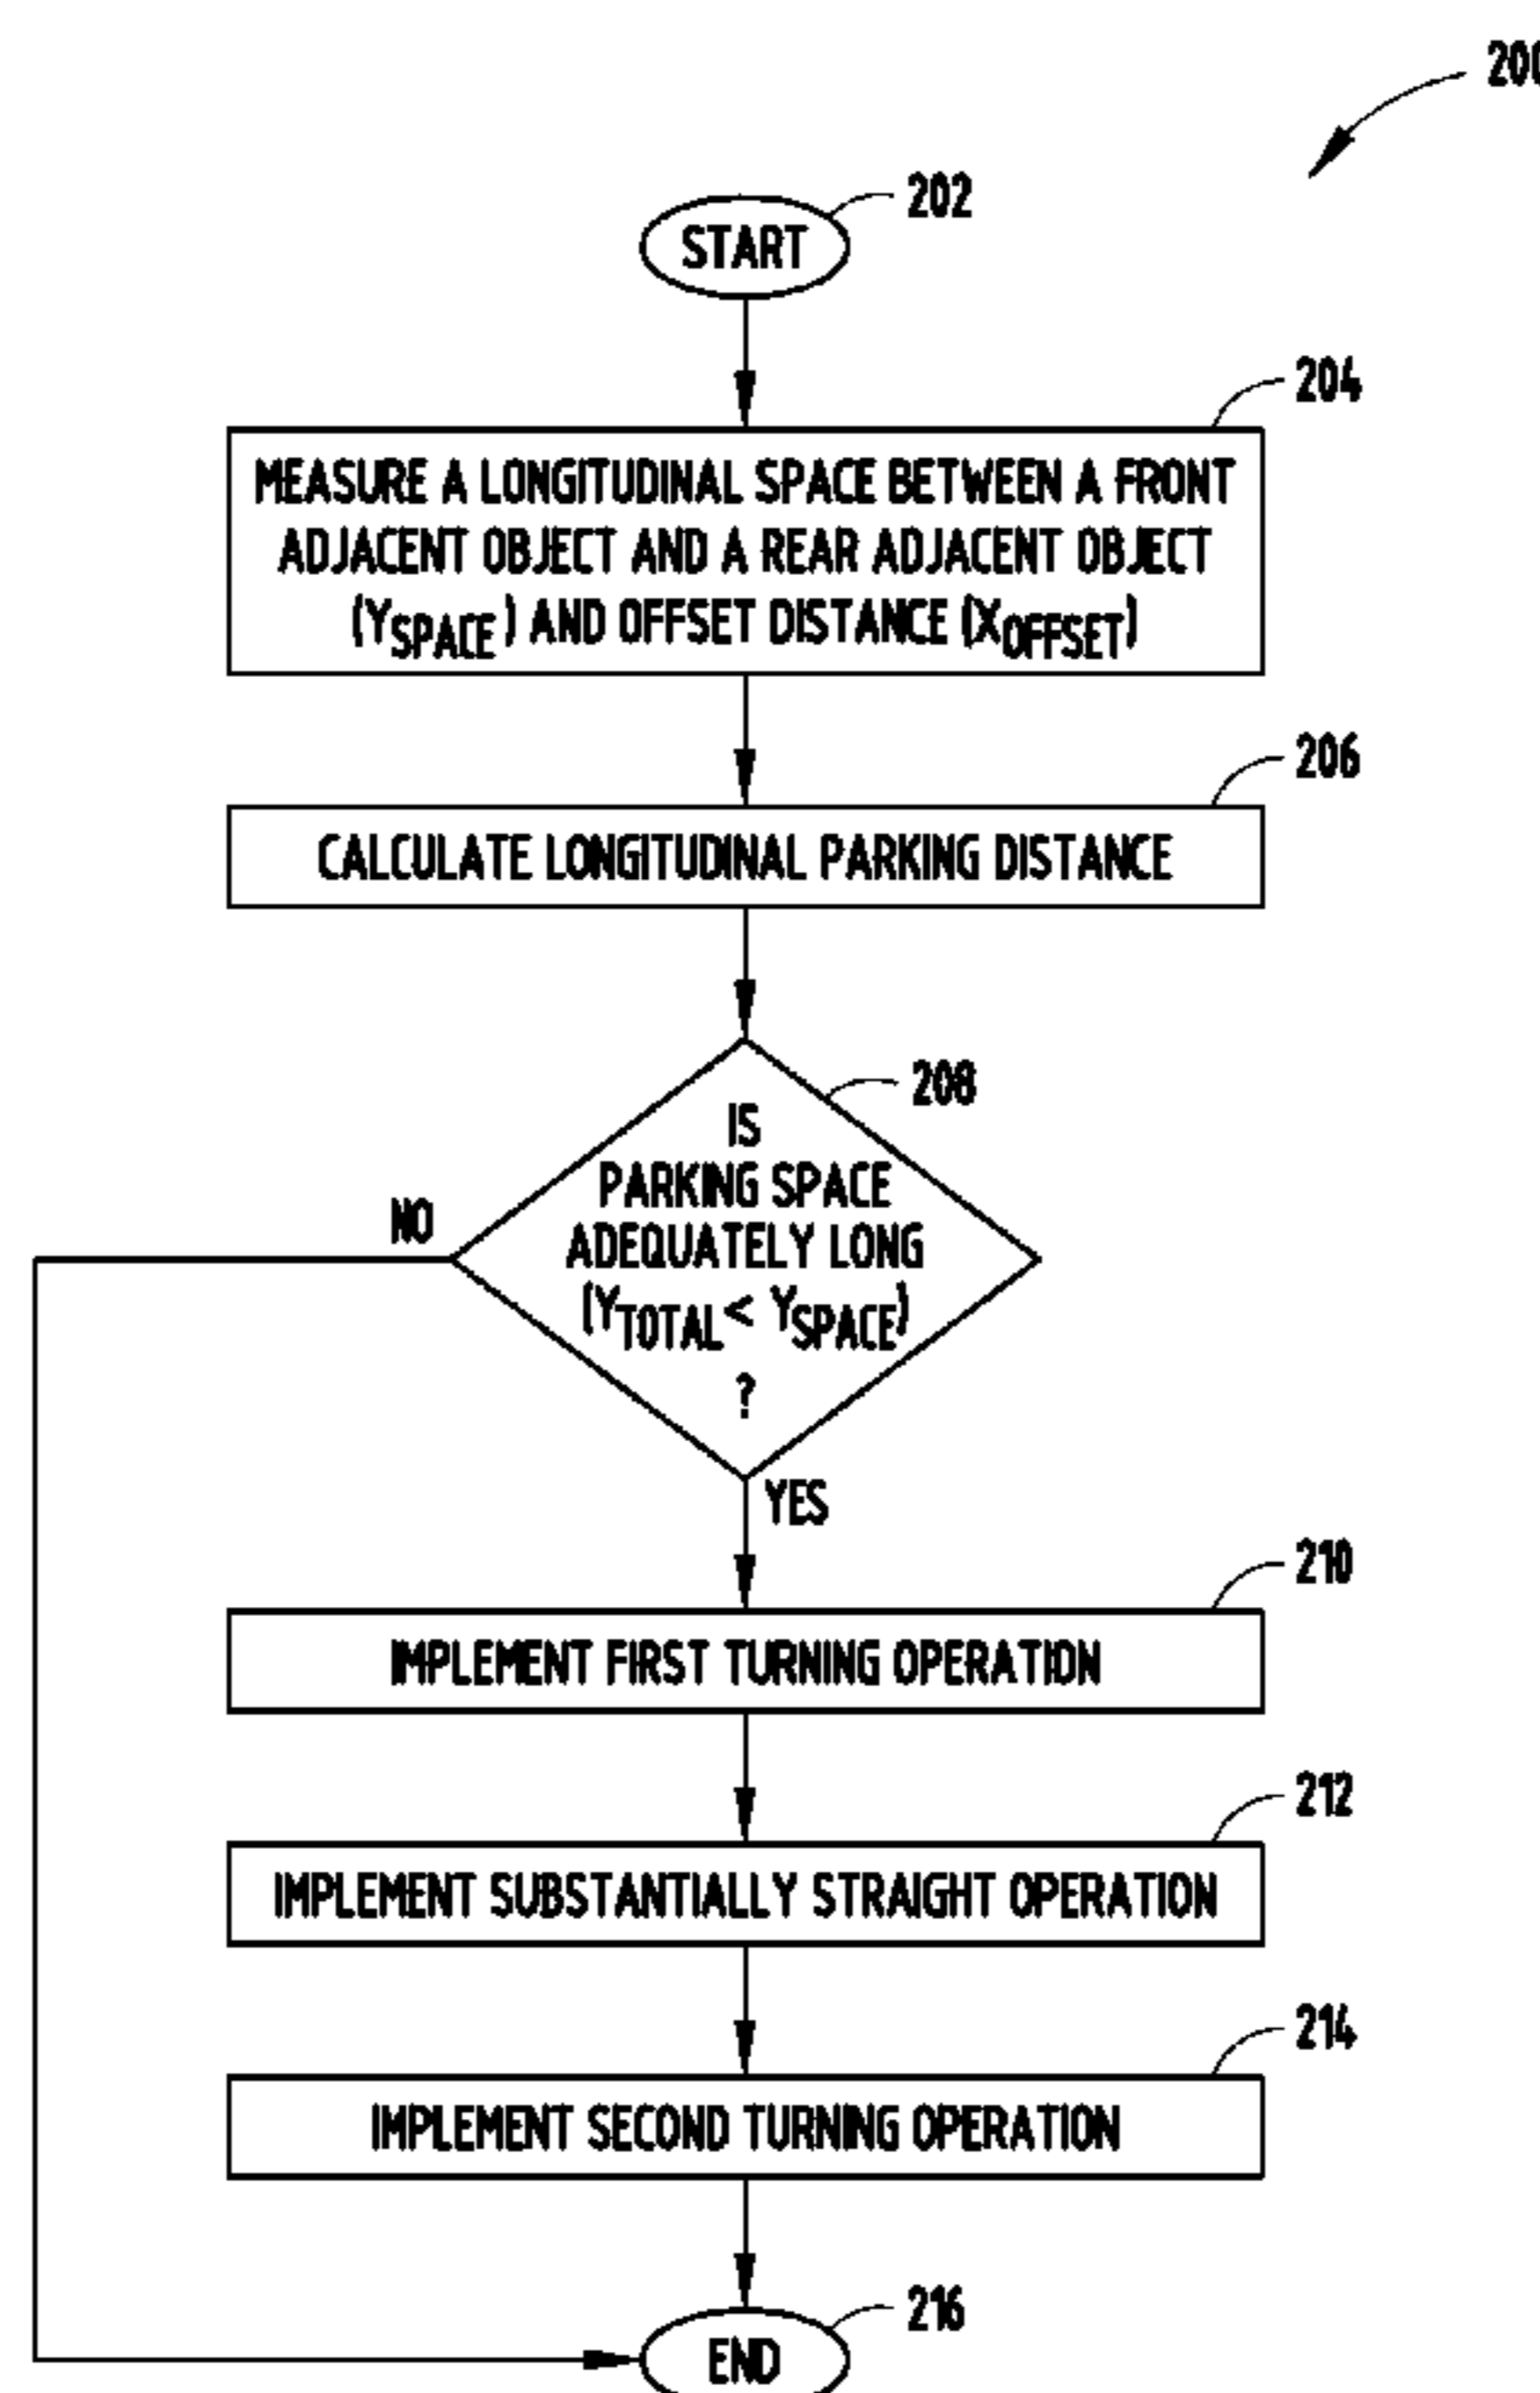 200
202
START
204
MEASURE A LONGITUDINAL SPACE BETWEEN A FRONT
ADJACENT OBJECT AND A REAR ADJACENT OBJECT
(YSPACE) AND OFFSET DISTANCE (XOFFSET)
206
CALCULATE LONGITUDINAL PARKING DISTANCE
208
IS
PARKING SPACE
ADEQUATELY LONG
(YTOTAL < YSPACE)
?
NO
YES
210
IMPLEMENT FIRST TURNING OPERATION
212
IMPLEMENT SUBSTANTIALLY STRAIGHT OPERATION
214
IMPLEMENT SECOND TURNING OPERATION
216
END